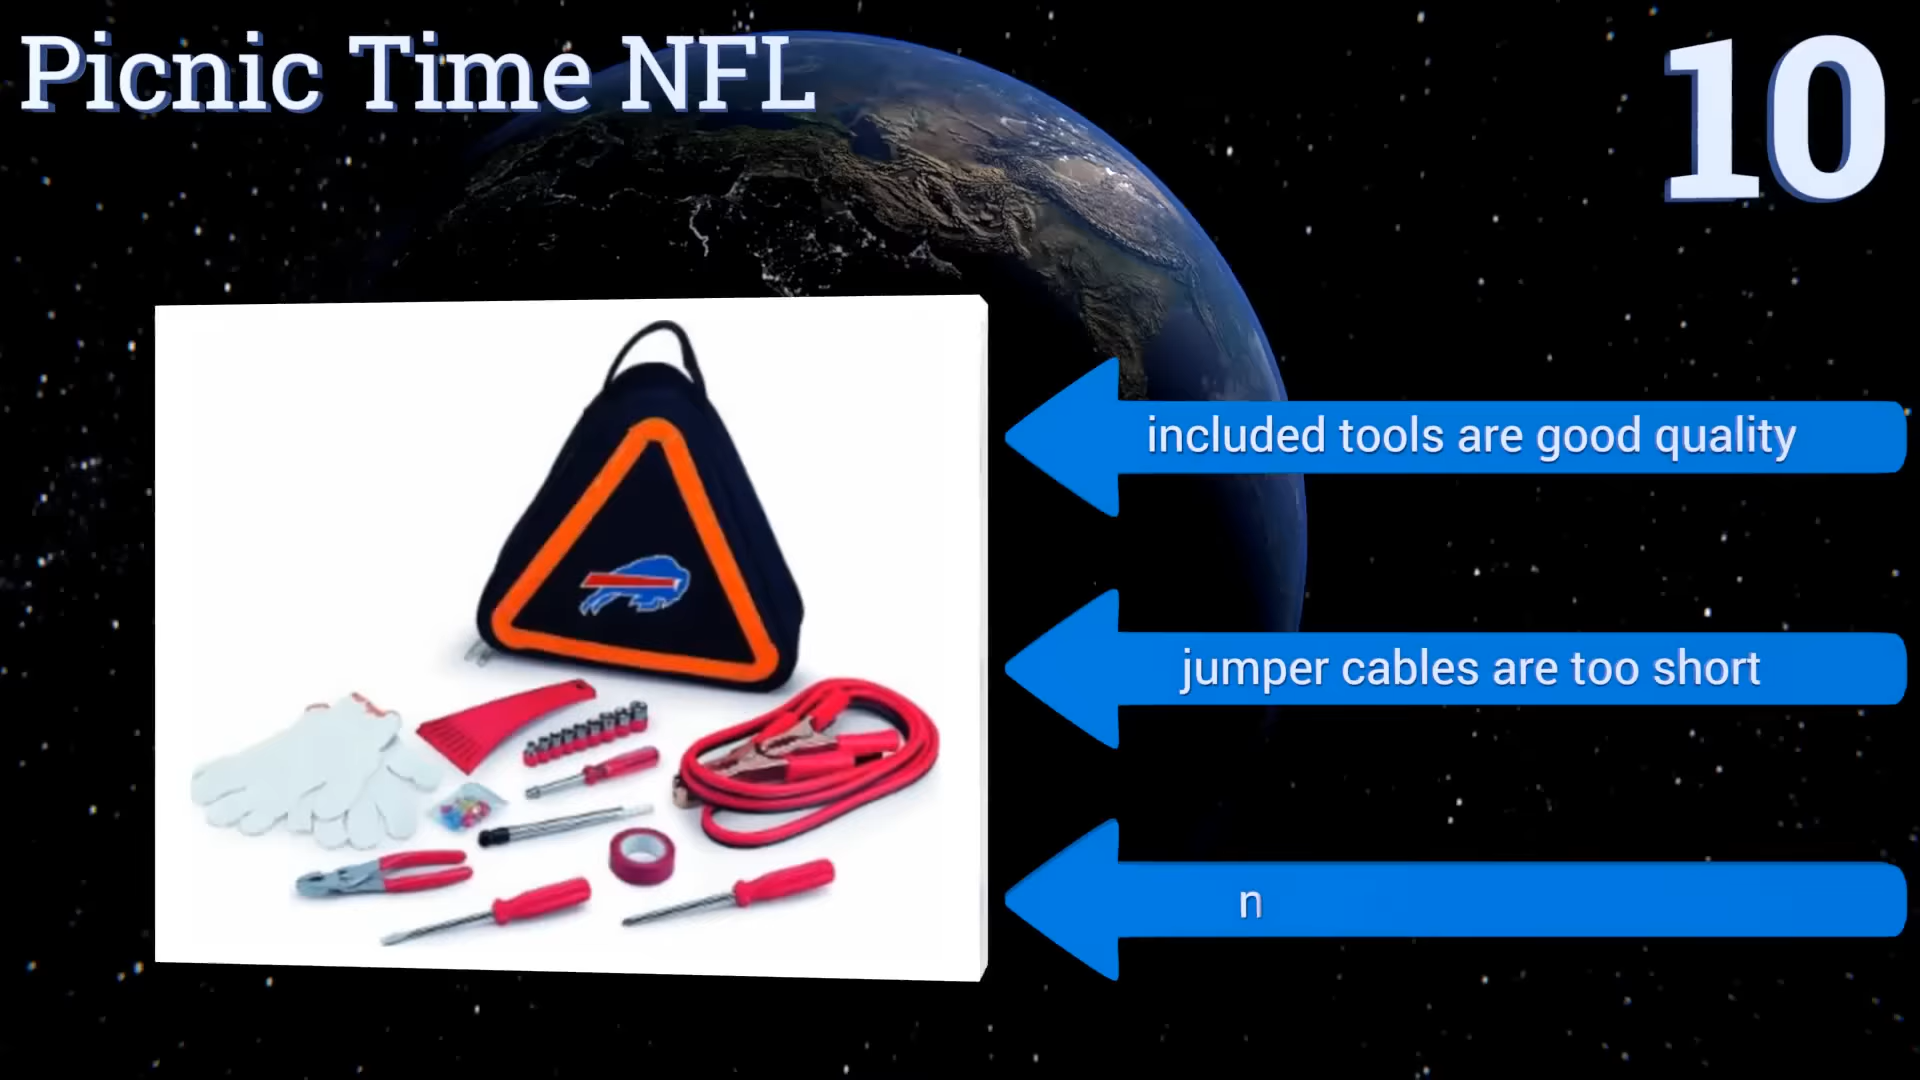 Picnic Time NFL
10
included tools are good quality
jumper cables are too short
n